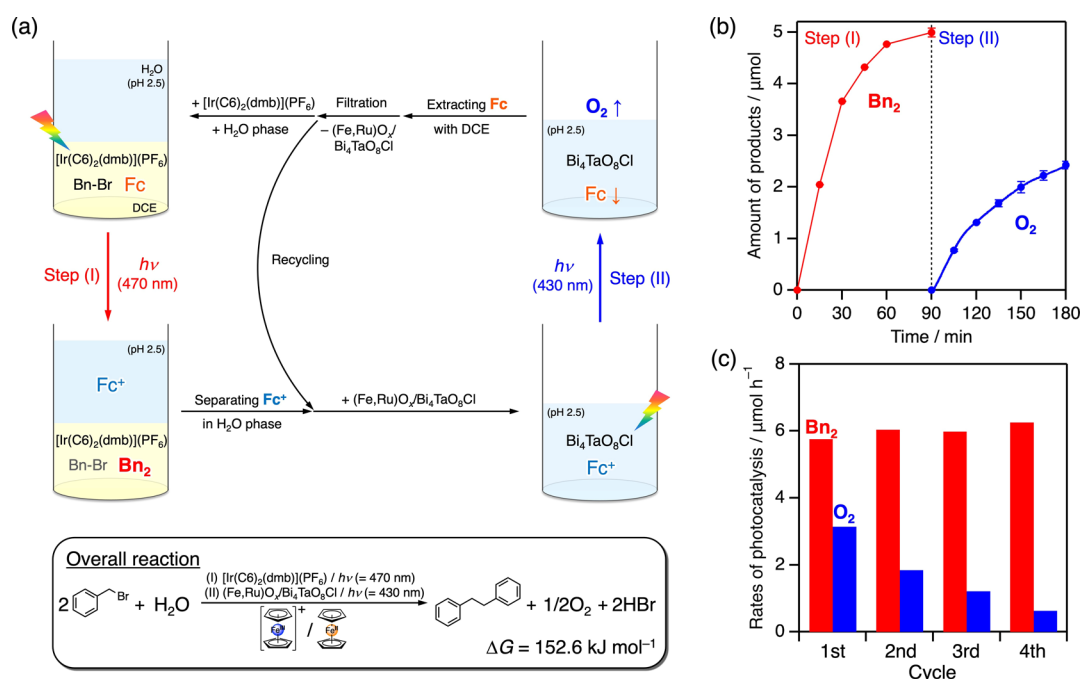 (a)
H₂O
(pH 2.5)
[Ir(C6)₂(dmb)](PF₆)
Bn-Br Fc
DCE
+ [Ir(C6)₂(dmb)](PF₆)
+ H₂O phase
Filtration
− (Fe,Ru)Oₓ/
Bi₄TaO₈Cl
Extracting Fc
with DCE
O₂ ↑
(pH 2.5)
Bi₄TaO₈Cl
Fc ↓
Step (I)
hν
(470 nm)
Recycling
hν
(430 nm)
Step (II)
(pH 2.5)
Fc⁺
[Ir(C6)₂(dmb)](PF₆)
Bn-Br Bn₂
Separating Fc⁺
in H₂O phase
+ (Fe,Ru)Oₓ/Bi₄TaO₈Cl
(pH 2.5)
Bi₄TaO₈Cl
Fc⁺
Overall reaction
(I) [Ir(C6)₂(dmb)](PF₆) / hν (= 470 nm)
(II) (Fe,Ru)Oₓ/Bi₄TaO₈Cl / hν (= 430 nm)
2 Br + H₂O + 1/2O₂ + 2HBr
+
/
ΔG = 152.6 kJ mol⁻¹
(b)
Amount of products / μmol
5
4
3
2
1
0
Step (I)
Step (II)
Bn₂
O₂
0 30 60 90 120 150 180
Time / min
(c)
Rates of photocatalysis / μmol h⁻¹
8
6
4
2
0
Bn₂
O₂
1st 2nd 3rd 4th
Cycle